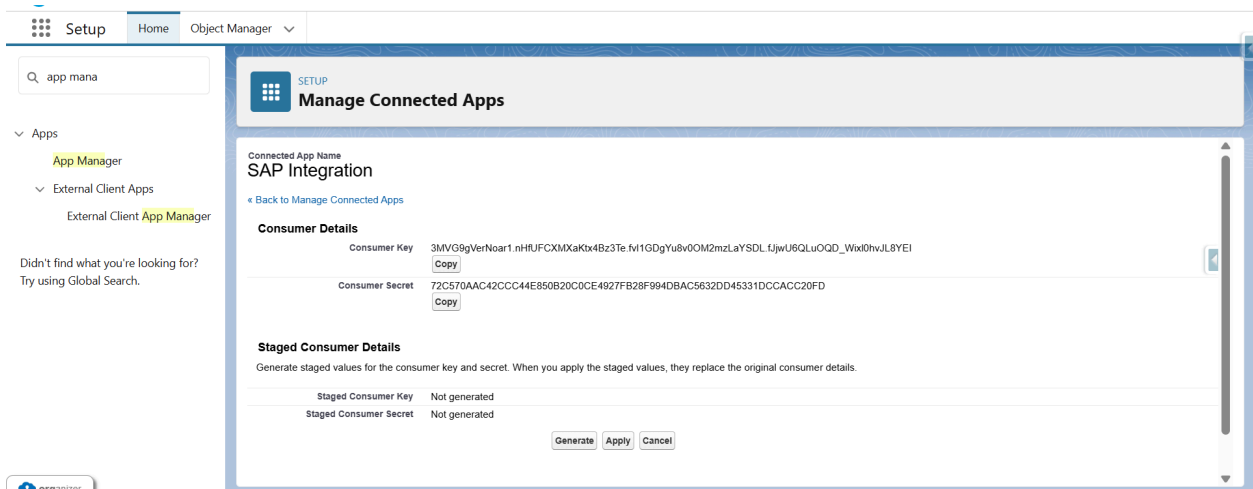 Setup
Home
Object Manager
app mana
Apps
App Manager
External Client Apps
External Client App Manager
Didn't find what you're looking for?
Try using Global Search.
SETUP
Manage Connected Apps
Connected App Name
SAP Integration
« Back to Manage Connected Apps
Consumer Details
Consumer Key 3MVG9gVerNoar1.nHfUFCXMXaKtx4Bz3Te.fvI1GDgYu8v0OM2mzLaYSDL.fJjwU6QLuOQD_WixI0hvJL8YEI
Copy
Consumer Secret 72C570AAC42CCC44E850B20C0CE4927FB28F994DBAC5632DD45331DCCACC20FD
Copy
Staged Consumer Details
Generate staged values for the consumer key and secret. When you apply the staged values, they replace the original consumer details.
Staged Consumer Key Not generated
Staged Consumer Secret Not generated
Generate Apply Cancel